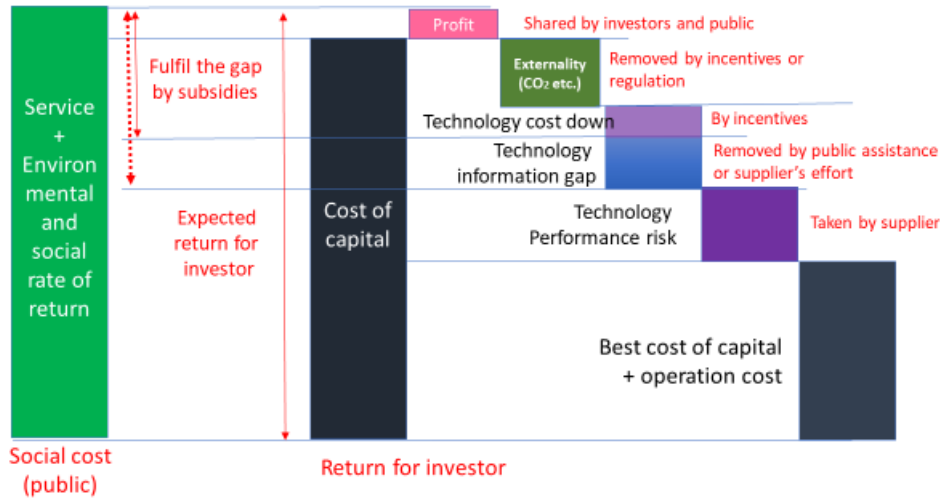 Service
+
Environ
mental
and
social
rate of
return
Social cost
(public)
Fulfil the gap
by subsidies
Expected
return for
investor
Cost of
capital
Return for investor
Profit
Shared by investors and public
Externality
(CO₂ etc.)
Removed by incentives or
regulation
Technology cost down
By incentives
Technology
information gap
Removed by public assistance
or supplier's effort
Technology
Performance risk
Taken by supplier
Best cost of capital
+ operation cost